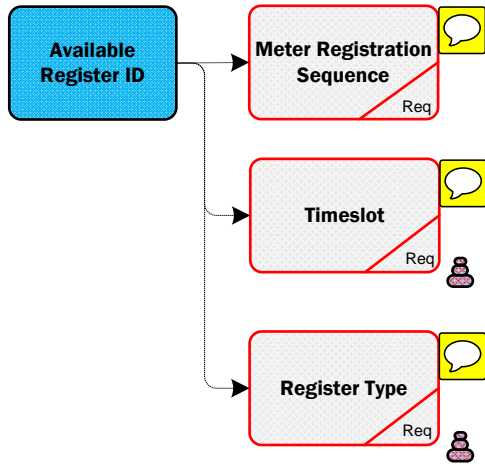 Available
Register ID
Meter Registration
Sequence
Req
Timeslot
Req
Register Type
Req